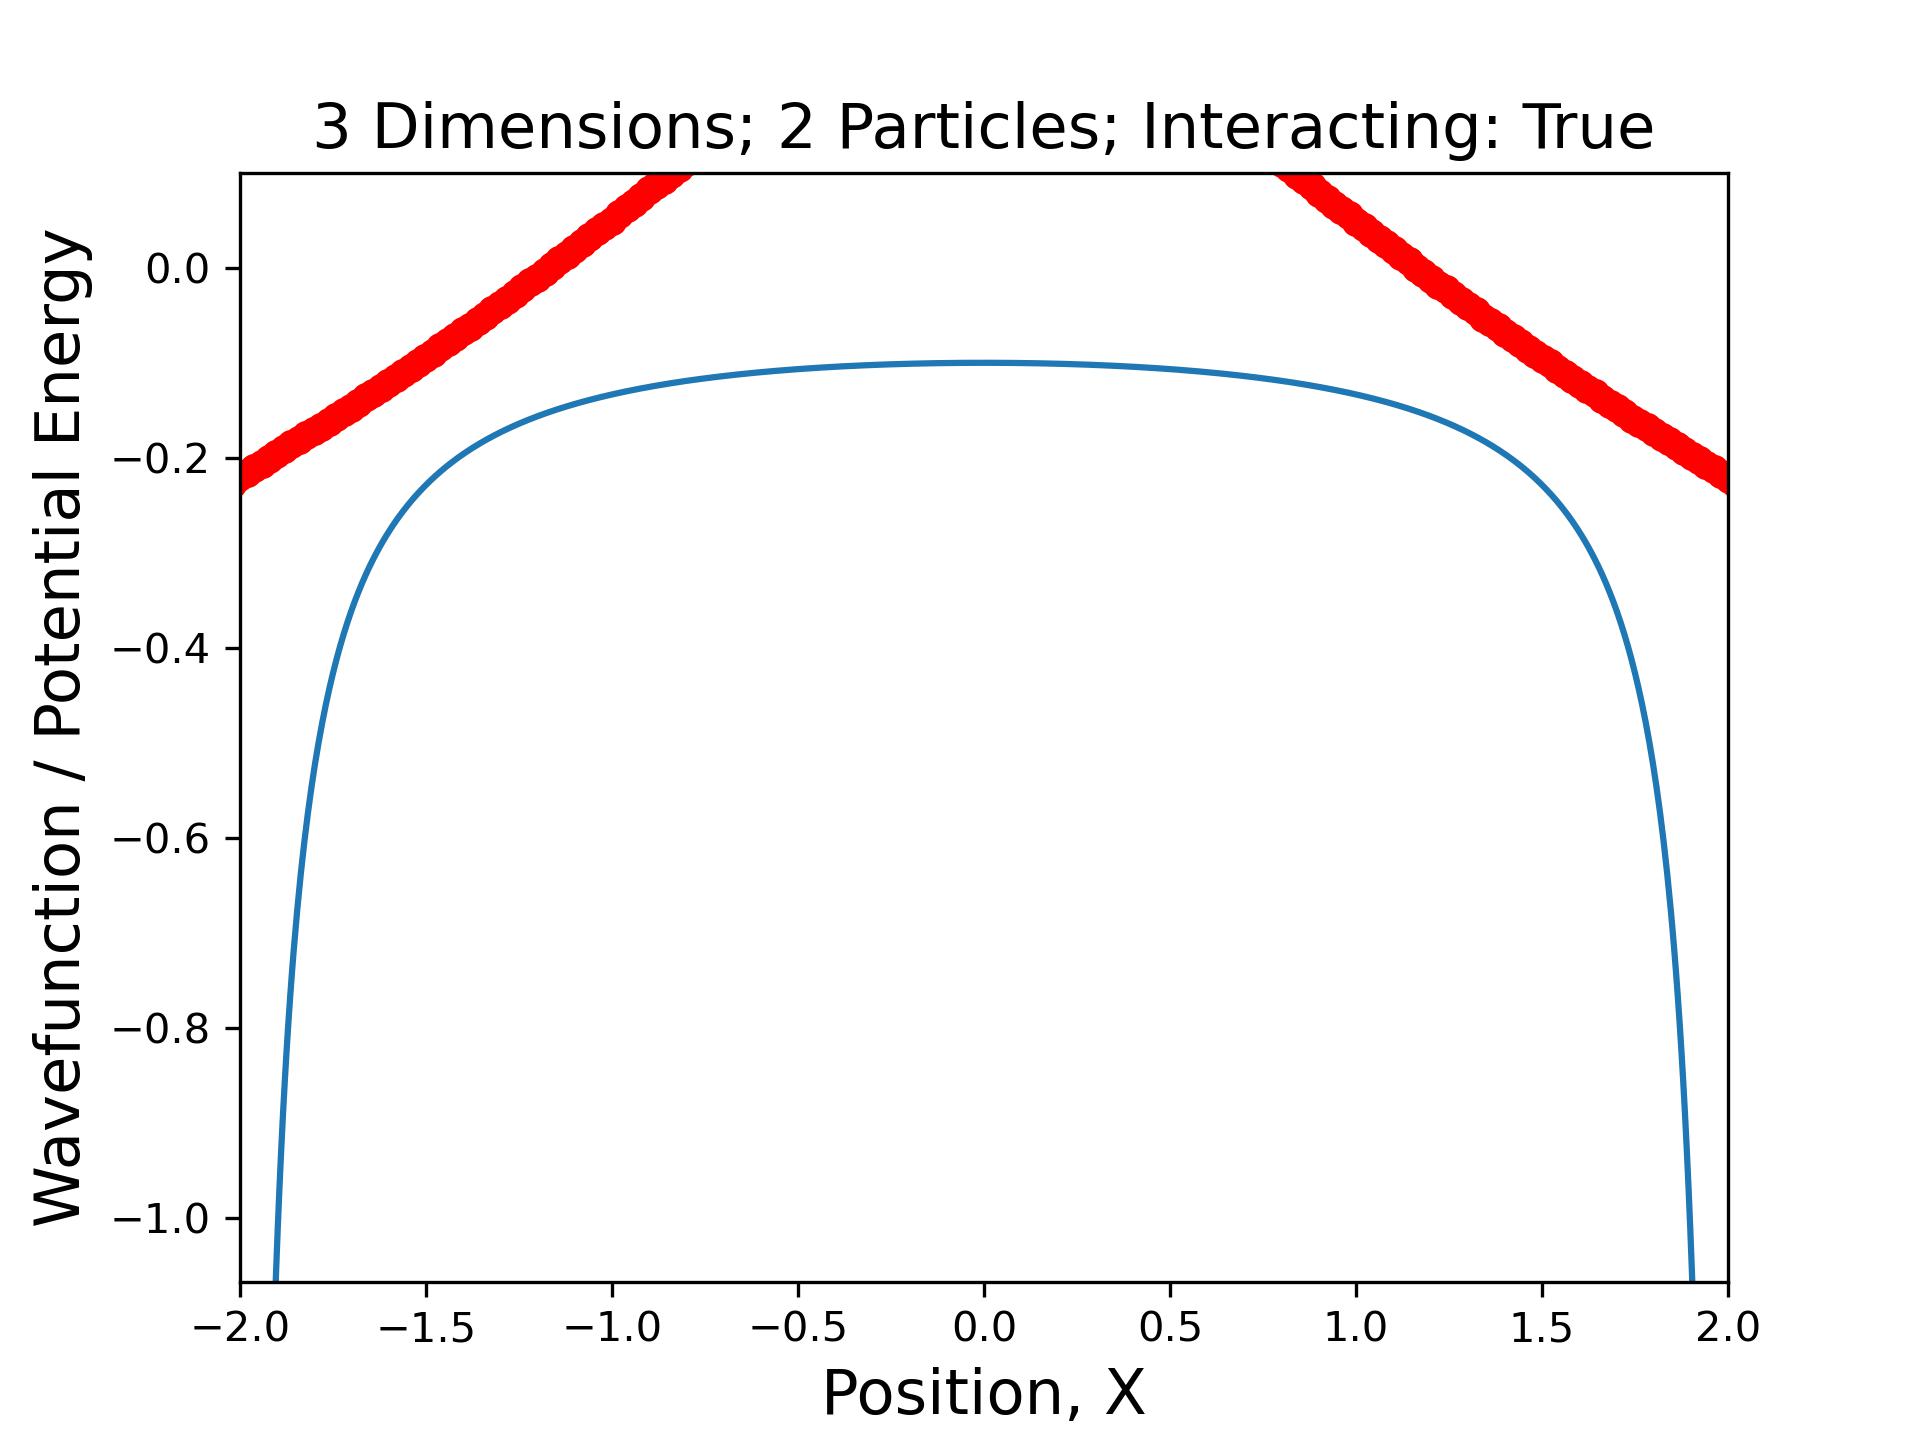 3 Dimensions; 2 Particles; Interacting: True
Wavefunction / Potential Energy
0.0
−0.2
−0.4
−0.6
−0.8
−1.0
−2.0 −1.5 −1.0 −0.5 0.0 0.5 1.0 1.5 2.0
Position, X